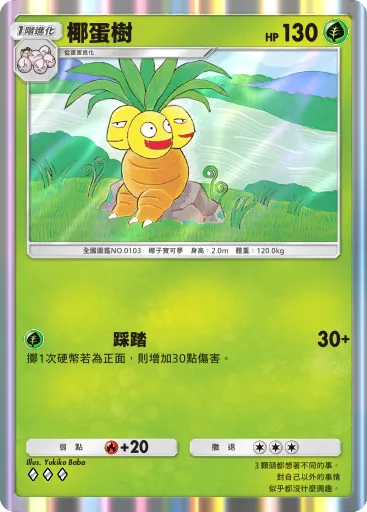 1階進化
椰蛋樹
HP 130
從蛋蛋進化
全國圖鑑NO.0103 椰子寶可夢 身高:2.0m 體重:120.0kg
踩踏 30+
擲1次硬幣若為正面,則增加30點傷害。
弱點 +20 撤退
Illus. Yukiko Baba
3顆頭都想著不同的事。
對自己以外的事情
似乎都沒什麼興趣。